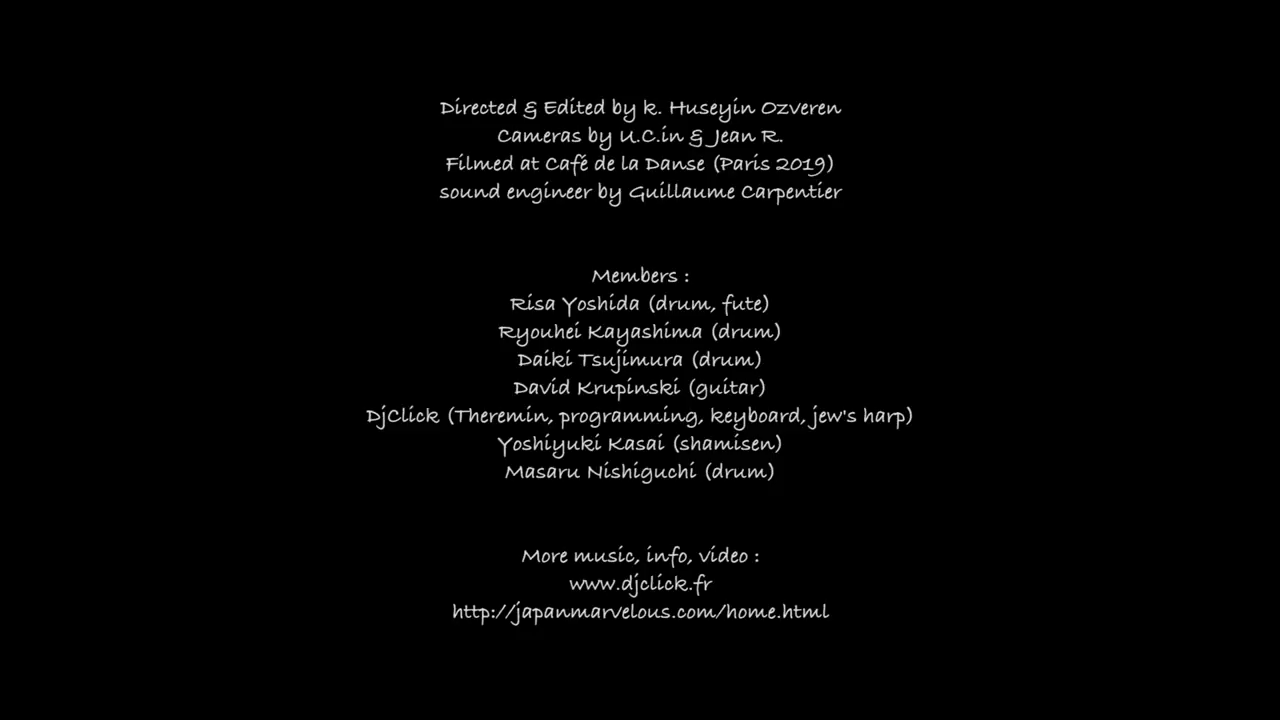 Directed & Edited by k. Huseyin Ozveren
Cameras by U.C.in & Jean R.
Filmed at Café de la Danse (Paris 2019)
sound engineer by Guillaume Carpentier
Members :
Risa Yoshida (drum, fute)
Ryouhei Kayashima (drum)
Daiki Tsujimura (drum)
David Krupinski (guitar)
DjClick (Theremin, programming, keyboard, jew's harp)
Yoshiyuki Kasai (shamisen)
Masaru Nishiguchi (drum)
More music, info, video :
www.djclick.fr
http://japanmarvelous.com/home.html